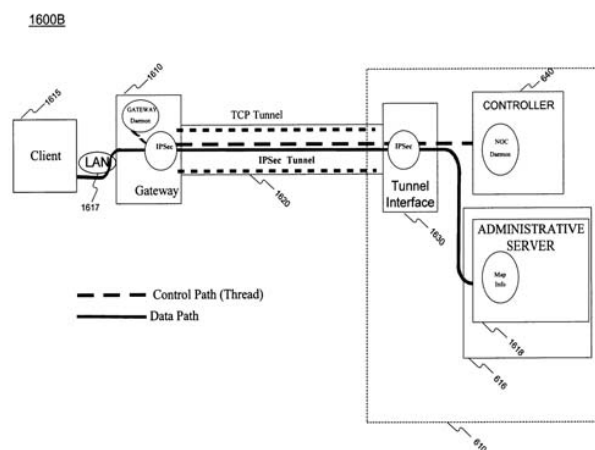 1600B
1610
1615
640
GATEWAY
Daemon
TCP Tunnel
CONTROLLER
IPSec
IPSec
NOC
Daemon
Client
LAN
IPSec Tunnel
Gateway
Tunnel
Interface
1617
1620
1630
ADMINISTRATIVE
SERVER
Map
Info
Control Path (Thread)
Data Path
1618
616
610